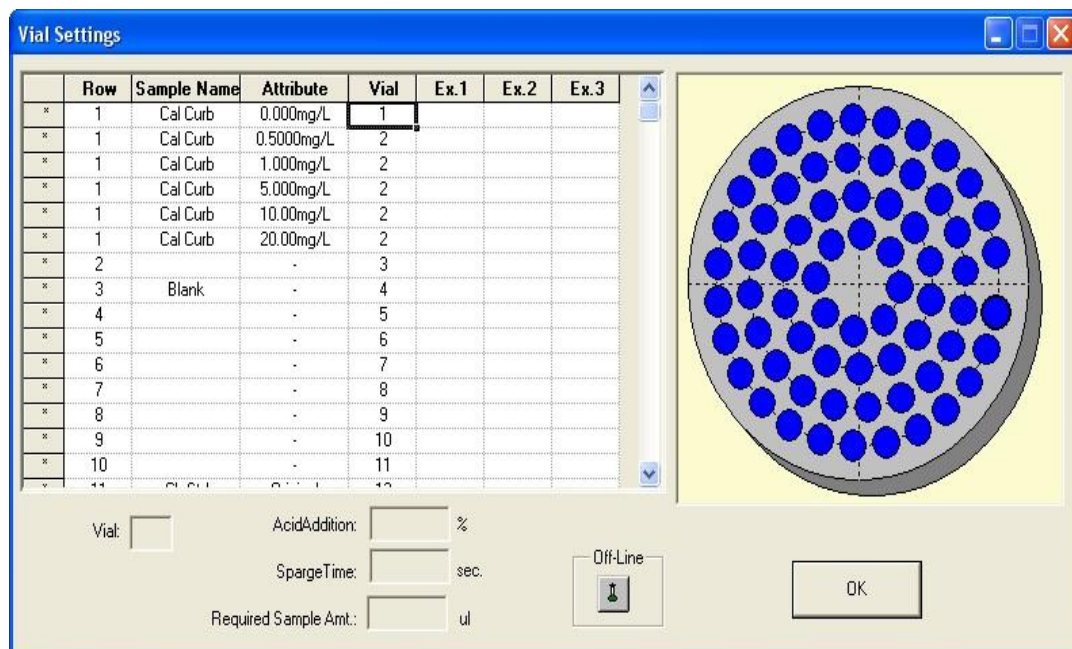 Vial Settings
Row Sample Name Attribute Vial Ex.1 Ex.2 Ex.3
* 1 Cal Curb 0.000mg/L 1
* 1 Cal Curb 0.5000mg/L 2
* 1 Cal Curb 1.000mg/L 2
* 1 Cal Curb 5.000mg/L 2
* 1 Cal Curb 10.00mg/L 2
* 1 Cal Curb 20.00mg/L 2
* 2 - 3
* 3 Blank - 4
* 4 - 5
* 5 - 6
* 6 - 7
* 7 - 8
* 8 - 9
* 9 - 10
* 10 - 11
Vial:
AcidAddition: %
SpargeTime: sec.
Required Sample Amt.: ul
Off-Line
OK